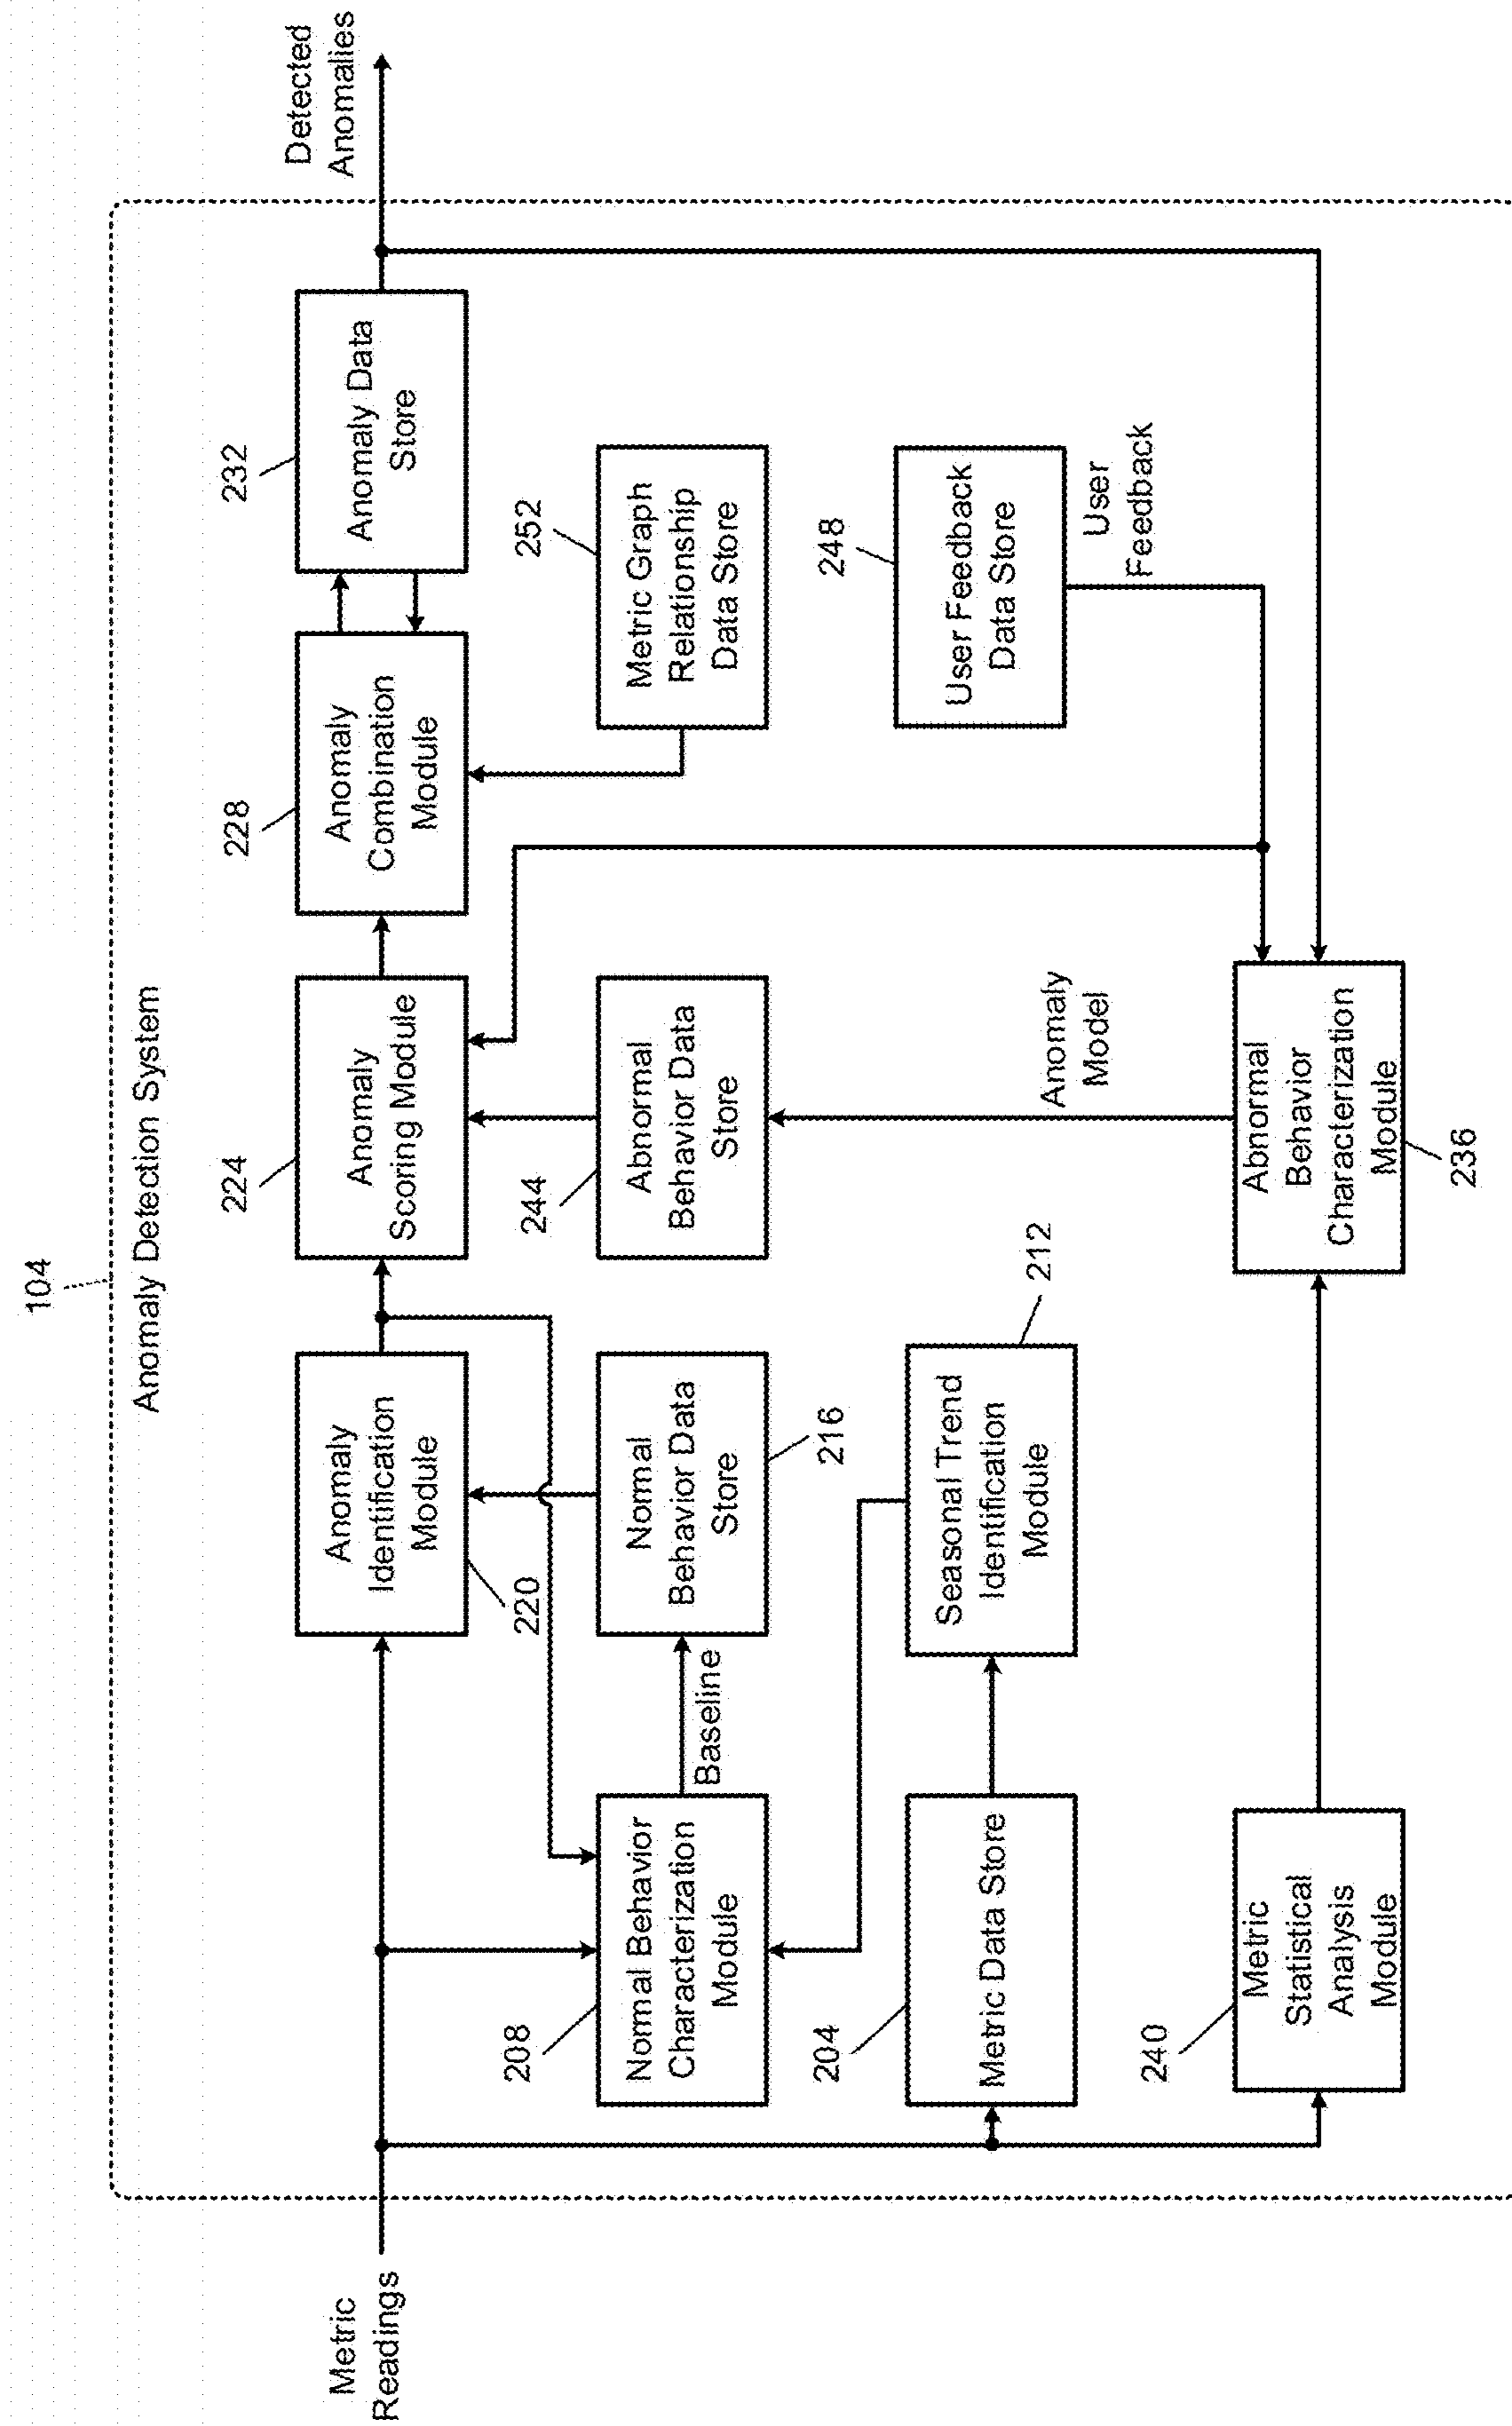 104
Anomaly Detection System
Metric
Readings
Detected
Anomalies
220
Anomaly
Identification
Module
224
Anomaly
Scoring Module
228
Anomaly
Combination
Module
232
Anomaly Data
Store
208
Normal Behavior
Characterization
Module
Baseline
Normal
Behavior Data
Store
216
244
Abnormal
Behavior Data
Store
252
Metric Graph
Relationship
Data Store
204
Metric Data Store
Seasonal Trend
Identification
Module
212
Anomaly
Model
248
User Feedback
Data Store
User
Feedback
240
Metric
Statistical
Analysis
Module
Abnormal
Behavior
Characterization
Module
236